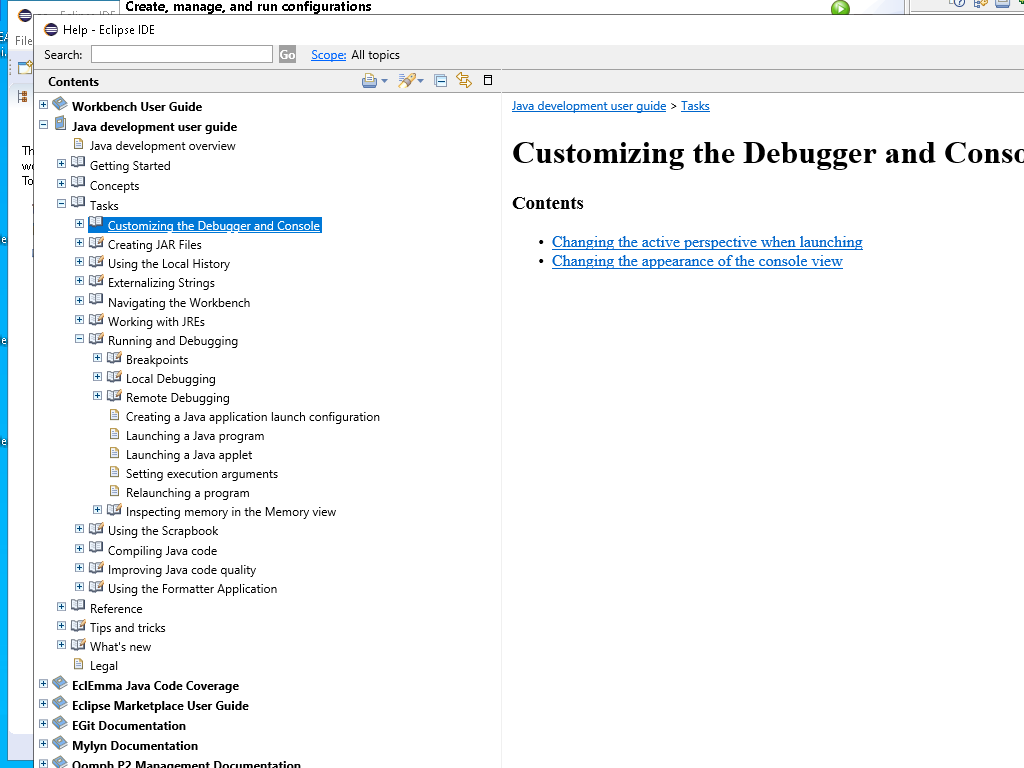 Create, manage, and run configurations
Eclipse IDE
File
Help - Eclipse IDE
Search:
Go
Scope: All topics
Contents
Workbench User Guide
Java development user guide
Java development overview
Getting Started
Concepts
Tasks
Customizing the Debugger and Console
Creating JAR Files
Using the Local History
Externalizing Strings
Navigating the Workbench
Working with JREs
Running and Debugging
Breakpoints
Local Debugging
Remote Debugging
Creating a Java application launch configuration
Launching a Java program
Launching a Java applet
Setting execution arguments
Relaunching a program
Inspecting memory in the Memory view
Using the Scrapbook
Compiling Java code
Improving Java code quality
Using the Formatter Application
Reference
Tips and tricks
What's new
Legal
EclEmma Java Code Coverage
Eclipse Marketplace User Guide
EGit Documentation
Mylyn Documentation
Oomph P2 Management Documentation
Java development user guide > Tasks
Customizing the Debugger and Conso
Contents
• Changing the active perspective when launching
• Changing the appearance of the console view